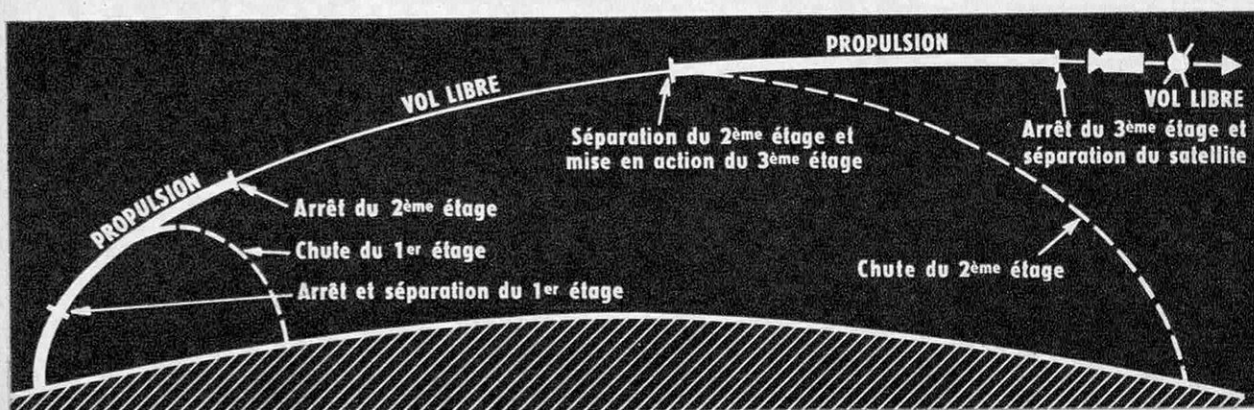 PROPULSION
VOL LIBRE
PROPULSION
VOL LIBRE
Séparation du 2ème étage et
mise en action du 3ème étage
Arrêt du 3ème étage et
séparation du satellite
Arrêt du 2ème étage
Chute du 1er étage
Arrêt et séparation du 1er étage
Chute du 2ème étage